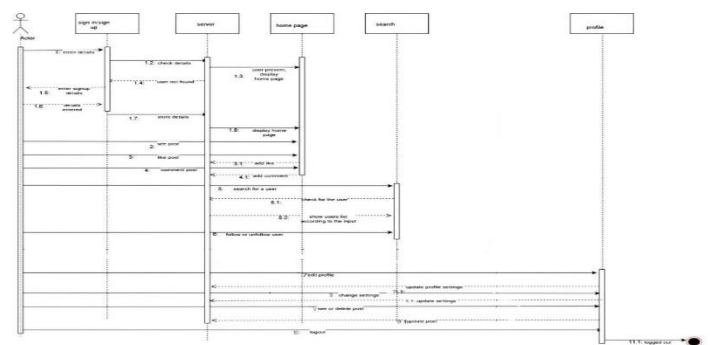 sign in/sign
up
server
home page
search
profile
Actor
1: enter details
1.2: check details
1.3: user present,
display
home page
1.4: user not found
1.5: enter signup
details
1.6: details
entered
1.7: store details
1.8: display home
page
2: see post
3: like post
3.1: add like
4: comment post
4.1: add comment
5: search for a user
check for the user
5.2: show users list
according to the input
6: follow or unfollow user
edit profile
update profile settings
change settings
update settings
see or delete post
update post
logout
11.1: logged out